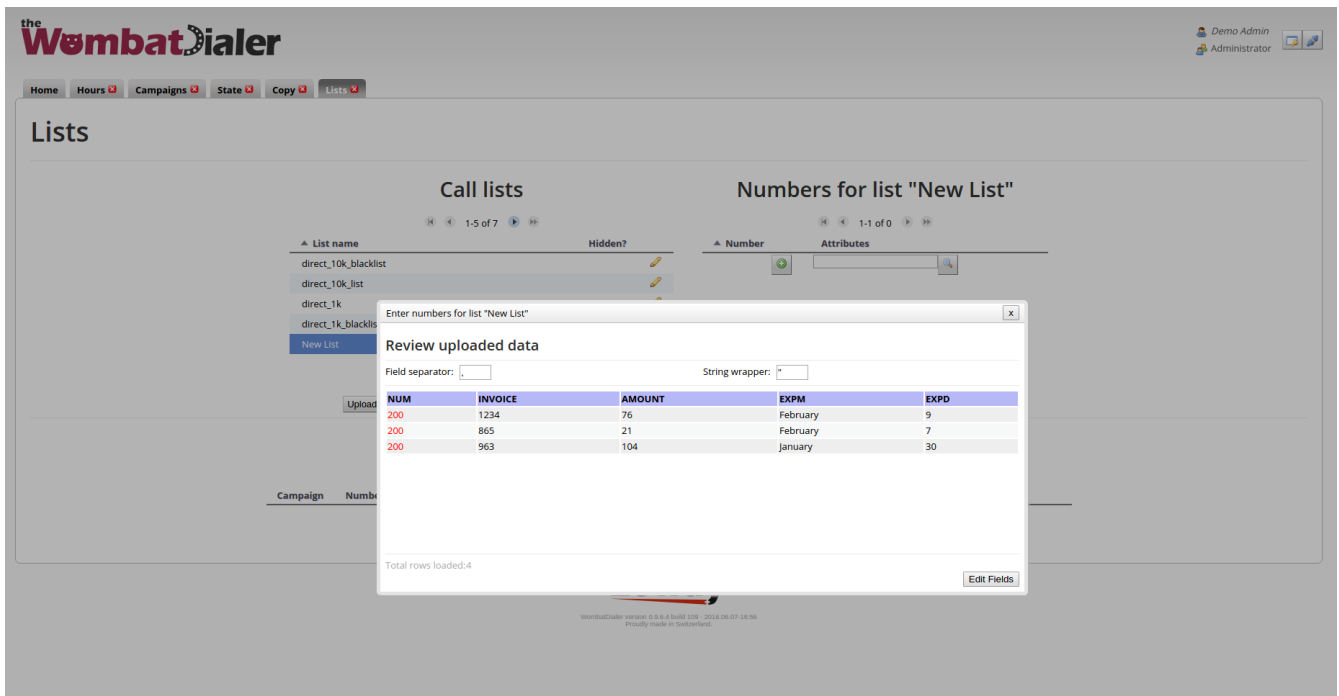 the
WombatDialer
Demo Admin
Administrator
Home Hours Campaigns State Copy Lists
Lists
Call lists
1-5 of 7
List name Hidden?
direct_10k_blacklist
direct_10k_list
direct_1k
direct_1k_blacklis
New List
Upload
Numbers for list "New List"
1-1 of 0
Number Attributes
Enter numbers for list "New List" x
Review uploaded data
Field separator: , String wrapper: "
NUM INVOICE AMOUNT EXPM EXPD
200 1234 76 February 9
200 865 21 February 7
200 963 104 January 30
Total rows loaded:4
Edit Fields
Campaign Numbe
WombatDialer version 0.8.6.4 build 109 - 2016.06.07-16:56
Proudly made in Switzerland.